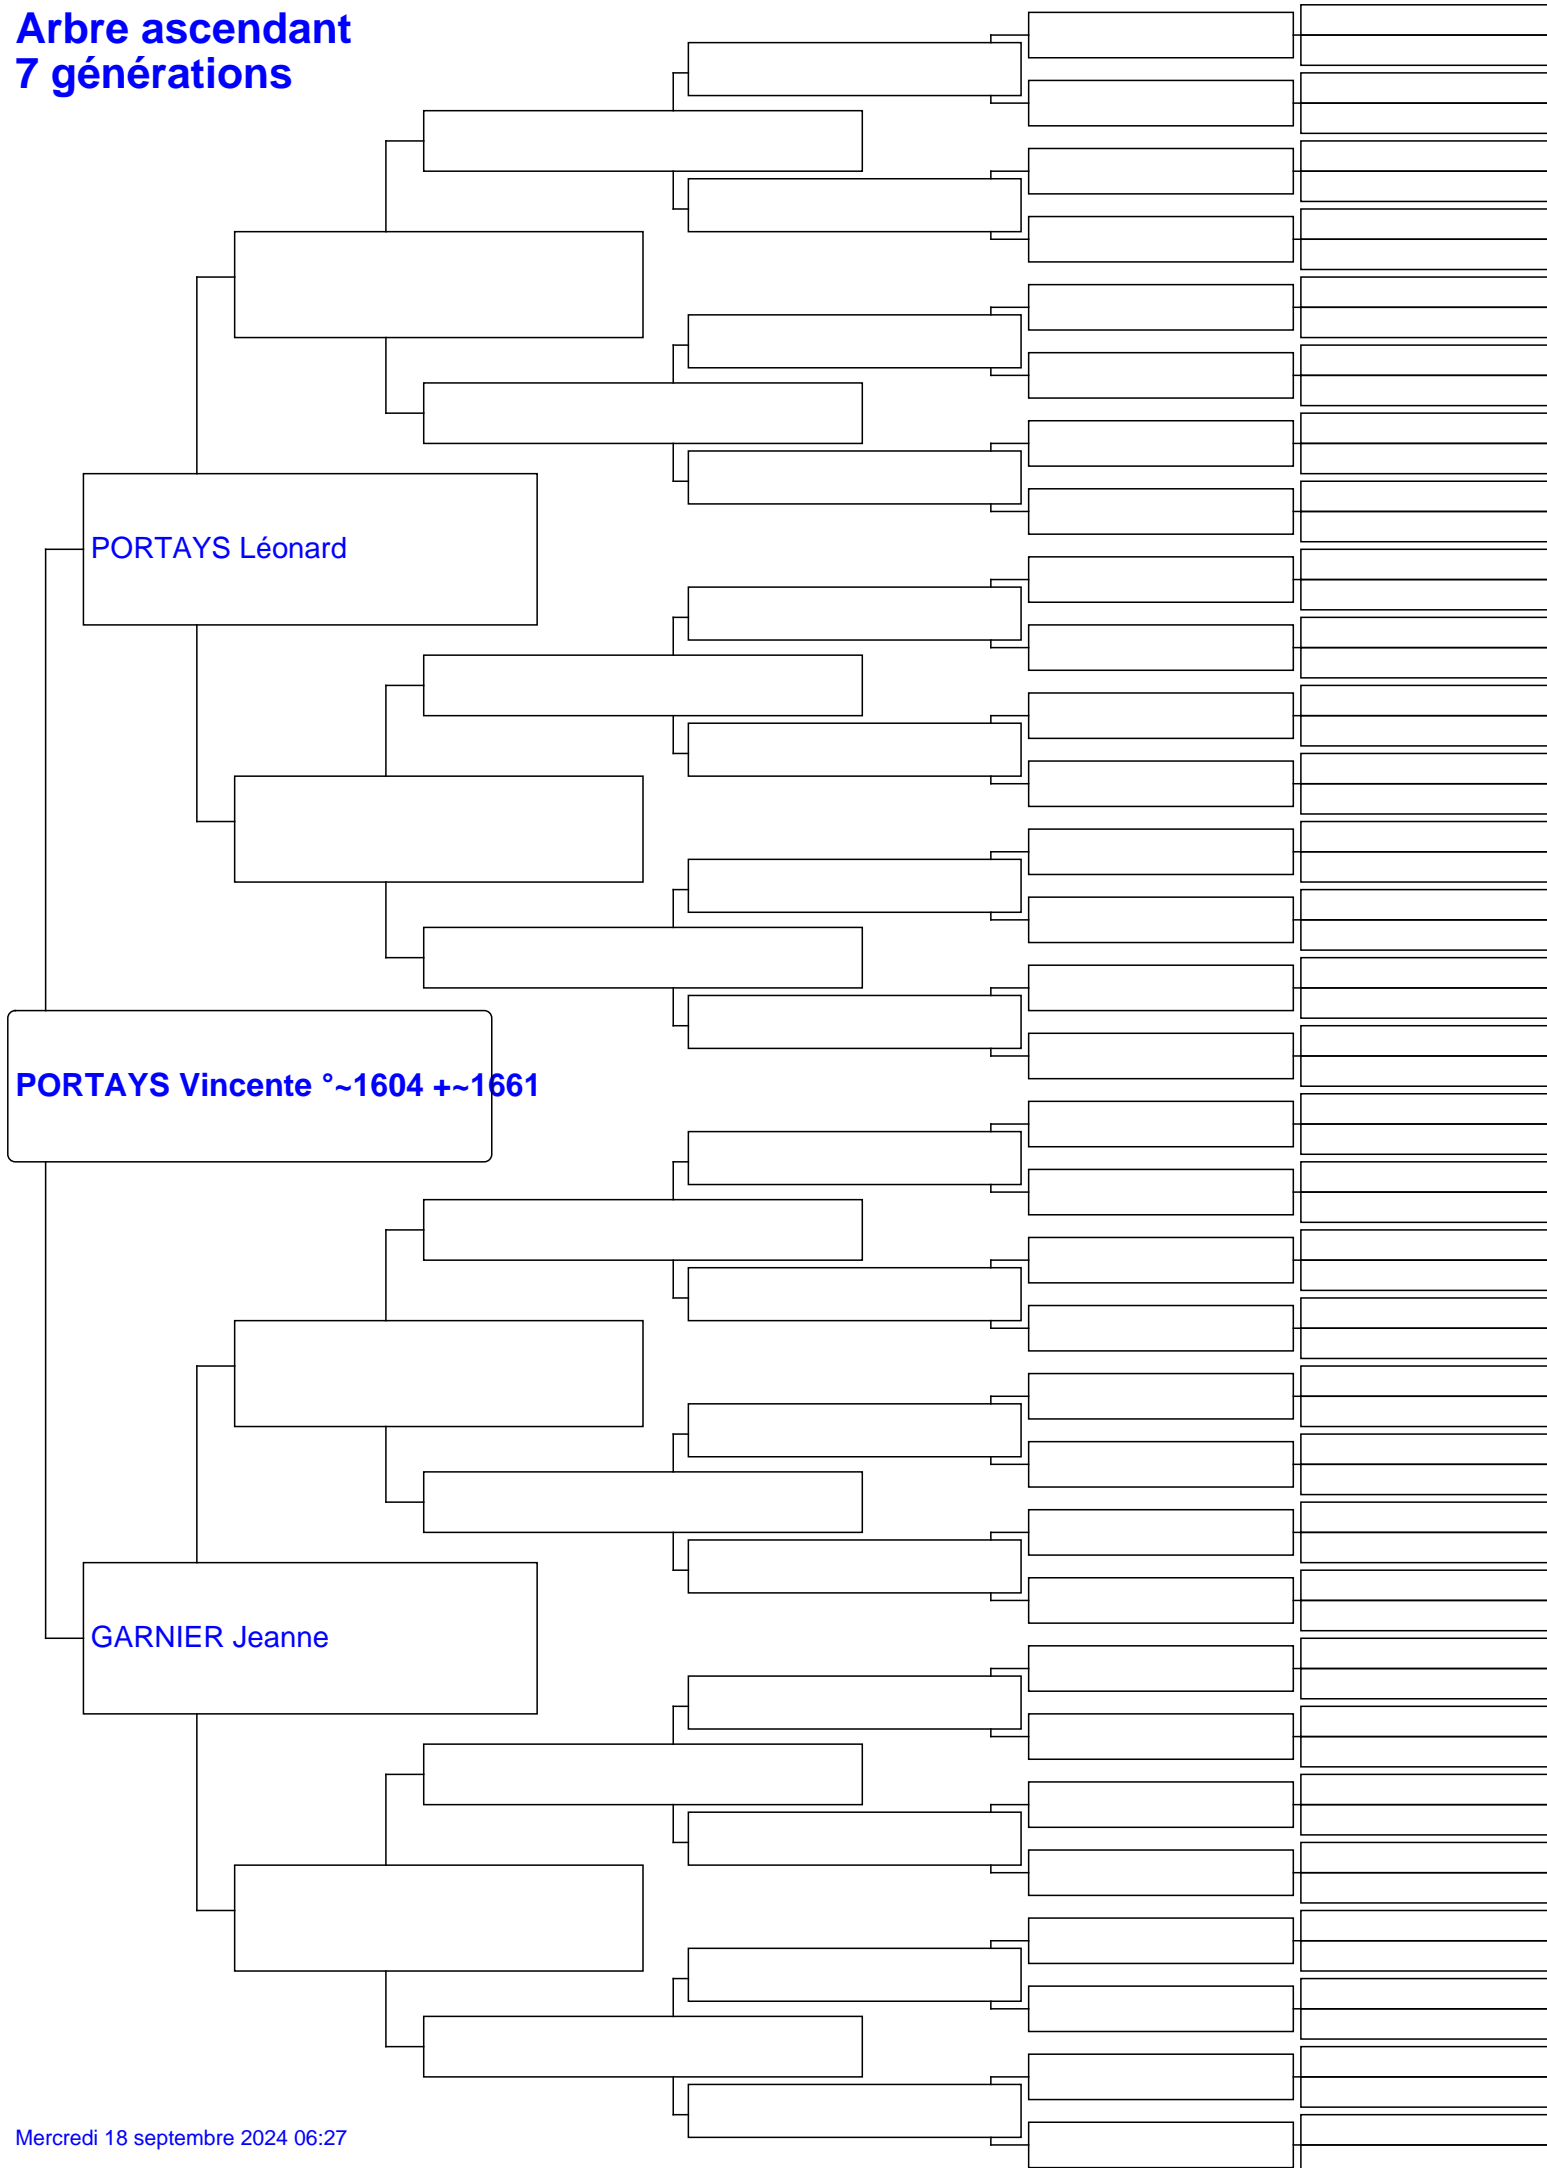 Arbre ascendant
7 générations
PORTAYS Léonard
PORTAYS Vincente °~1604 +~1661
GARNIER Jeanne
Mercredi 18 septembre 2024 06:27